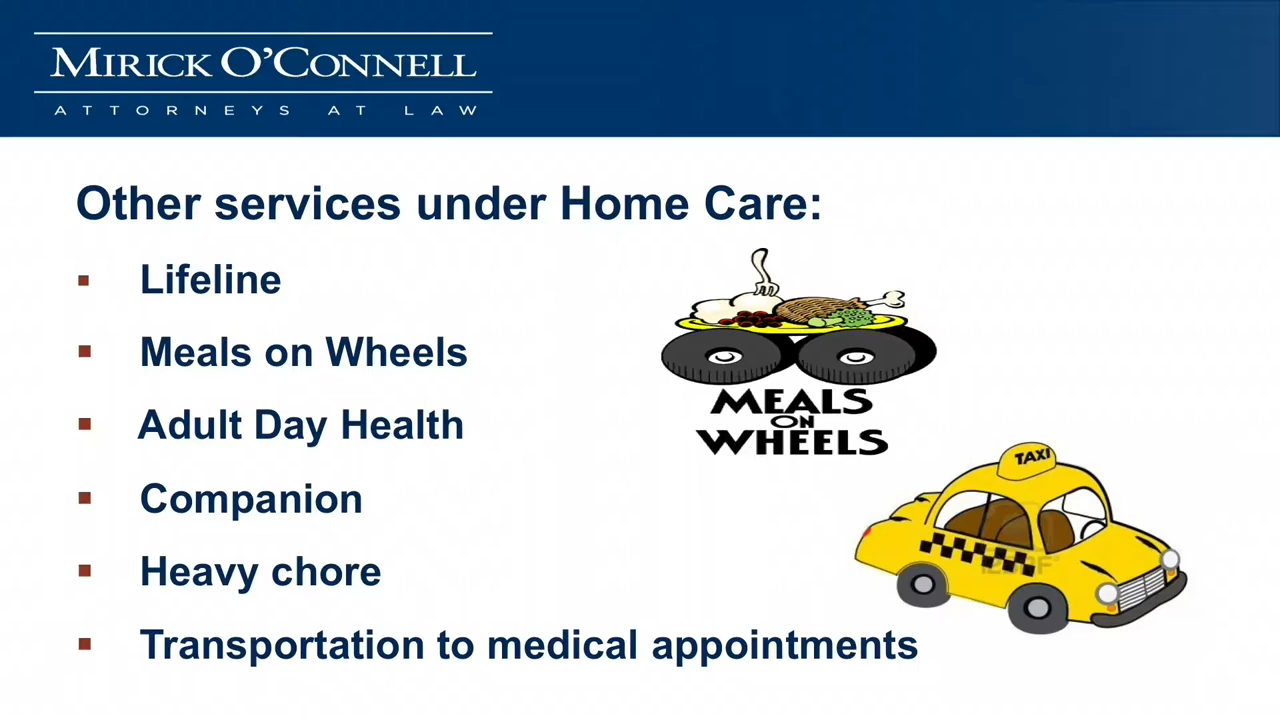 MIRICK O'CONNELL
ATTORNEYS AT LAW
Other services under Home Care:
▪ Lifeline
▪ Meals on Wheels
▪ Adult Day Health
▪ Companion
▪ Heavy chore
▪ Transportation to medical appointments
MEALS
ON
WHEELS
TAXI